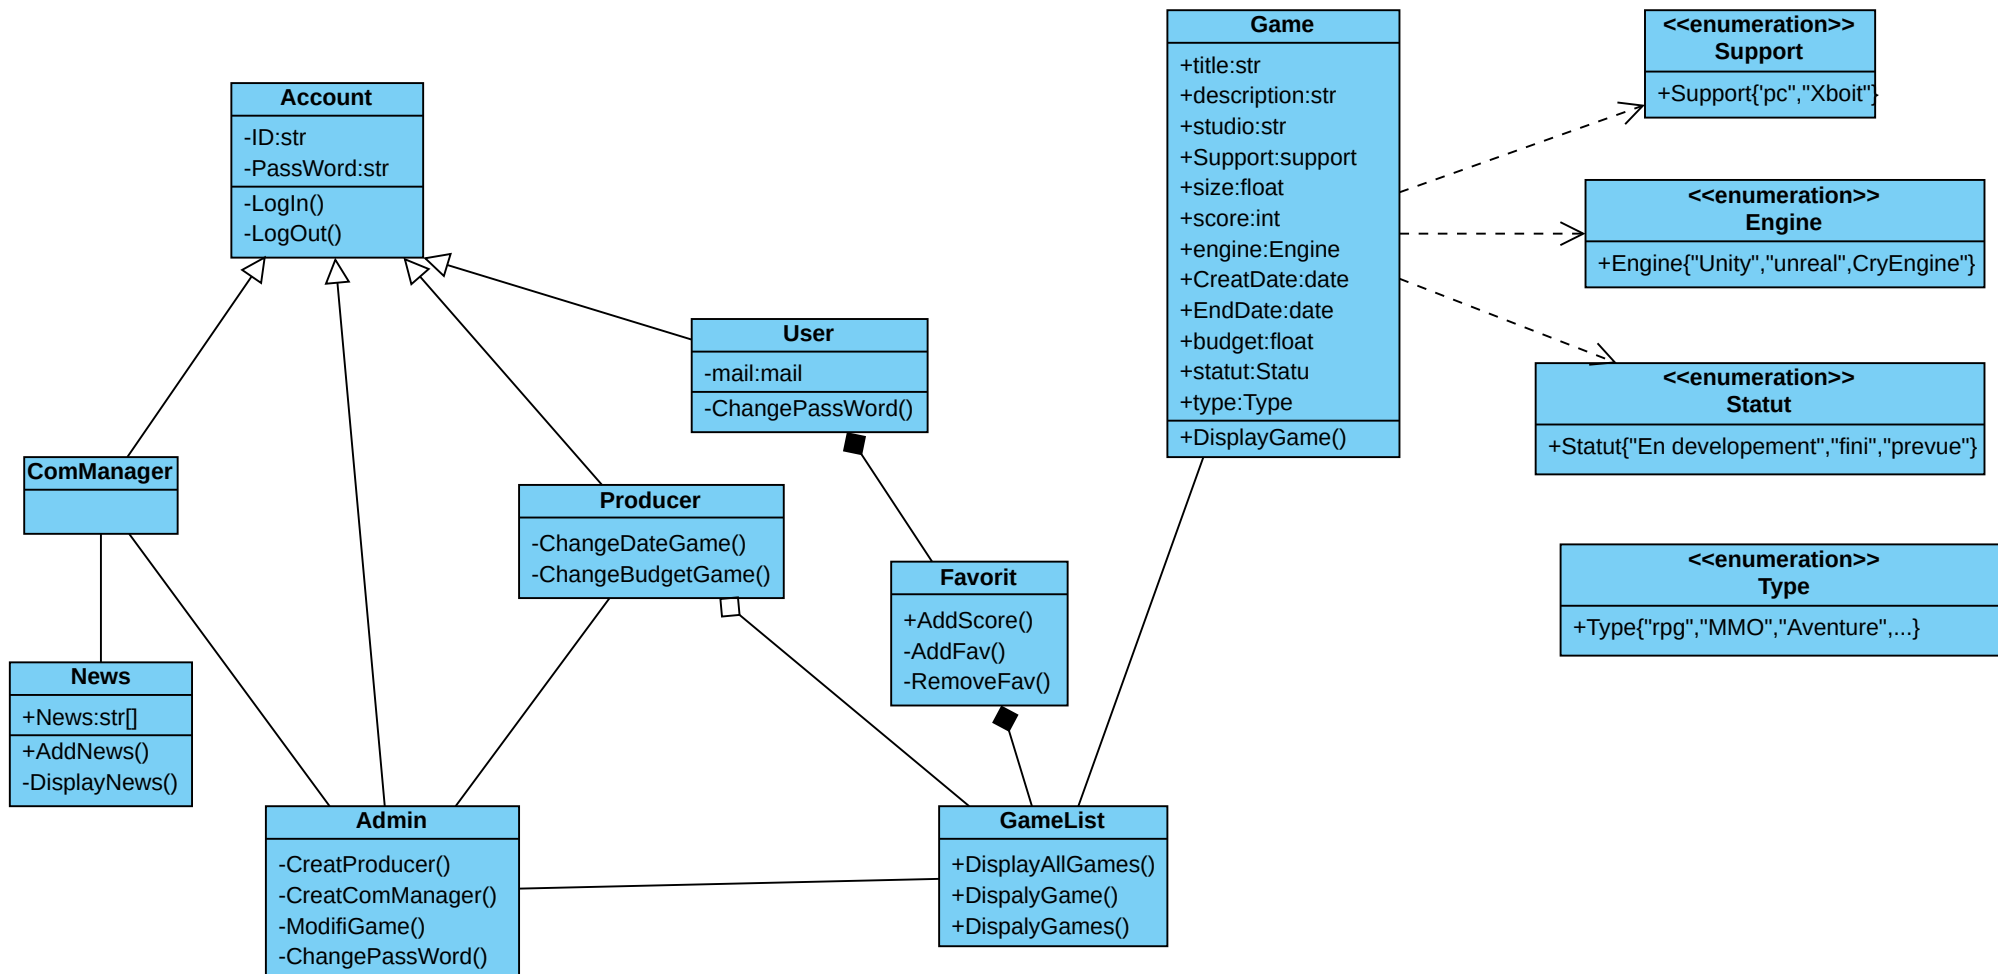 Account
-ID:str
-PassWord:str
-LogIn()
-LogOut()
User
-mail:mail
-ChangePassWord()
ComManager
Producer
-ChangeDateGame()
-ChangeBudgetGame()
Favorit
+AddScore()
-AddFav()
-RemoveFav()
News
+News:str[]
+AddNews()
-DisplayNews()
Admin
-CreatProducer()
-CreatComManager()
-ModifiGame()
-ChangePassWord()
GameList
+DisplayAllGames()
+DispalyGame()
+DispalyGames()
Game
+title:str
+description:str
+studio:str
+Support:support
+size:float
+score:int
+engine:Engine
+CreatDate:date
+EndDate:date
+budget:float
+statut:Statu
+type:Type
+DisplayGame()
<<enumeration>>
Support
+Support{'pc","Xboit"}
<<enumeration>>
Engine
+Engine{"Unity","unreal",CryEngine"}
<<enumeration>>
Statut
+Statut{"En developement","fini","prevue"}
<<enumeration>>
Type
+Type{"rpg","MMO","Aventure",...}